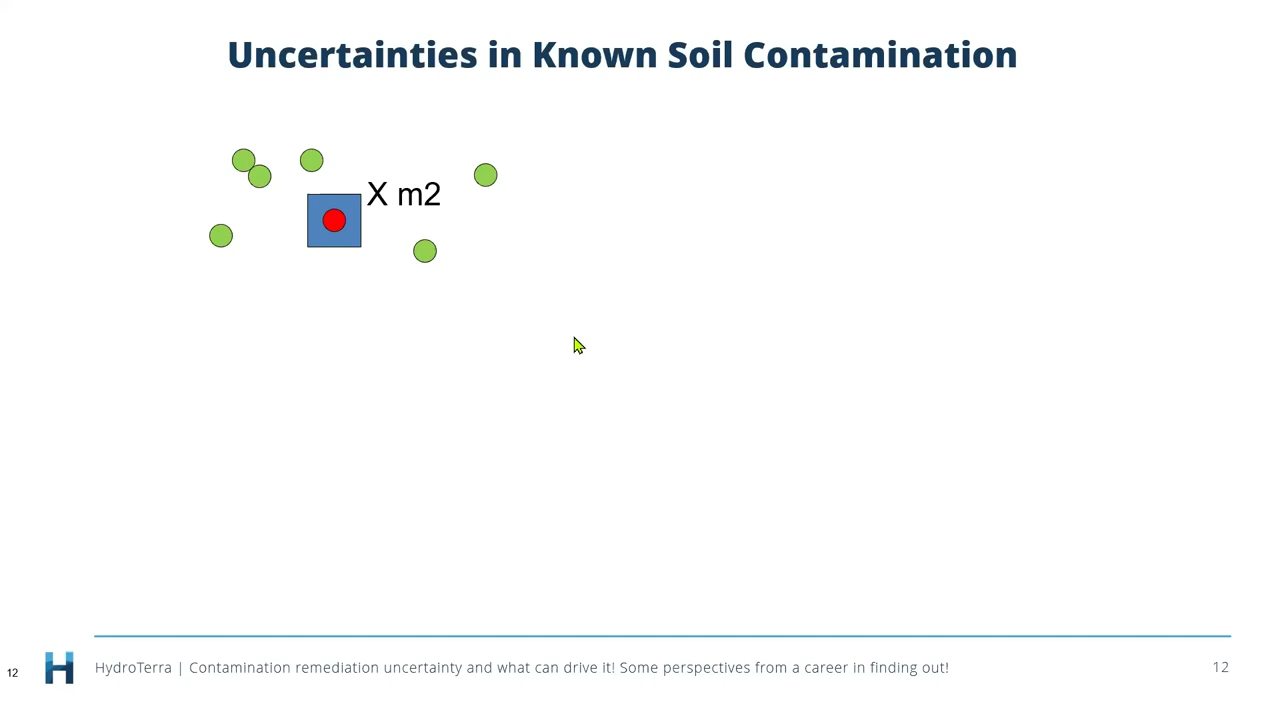 Uncertainties in Known Soil Contamination
X m2
12
HydroTerra | Contamination remediation uncertainty and what can drive it! Some perspectives from a career in finding out!
12